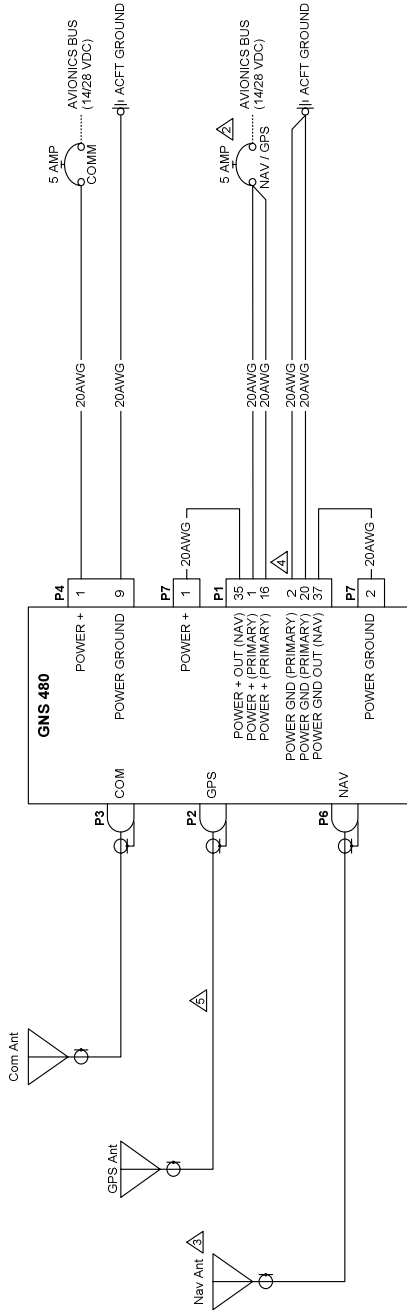 Com Ant
GPS Ant
Nav Ant
3
5
GNS 480
P3
COM
P2
GPS
P6
NAV
POWER +
P4
1
POWER GROUND
9
20AWG
20AWG
5 AMP
COMM
AVIONICS BUS
(14/28 VDC)
ACFT GROUND
POWER +
P7
1
20AWG
P1
POWER + OUT (NAV)
35
POWER + (PRIMARY)
1
POWER + (PRIMARY)
16
4
POWER GND (PRIMARY)
2
POWER GND (PRIMARY)
20
POWER GND OUT (NAV)
37
POWER GROUND
P7
2
20AWG
20AWG
20AWG
20AWG
20AWG
5 AMP
2
NAV / GPS
AVIONICS BUS
(14/28 VDC)
ACFT GROUND